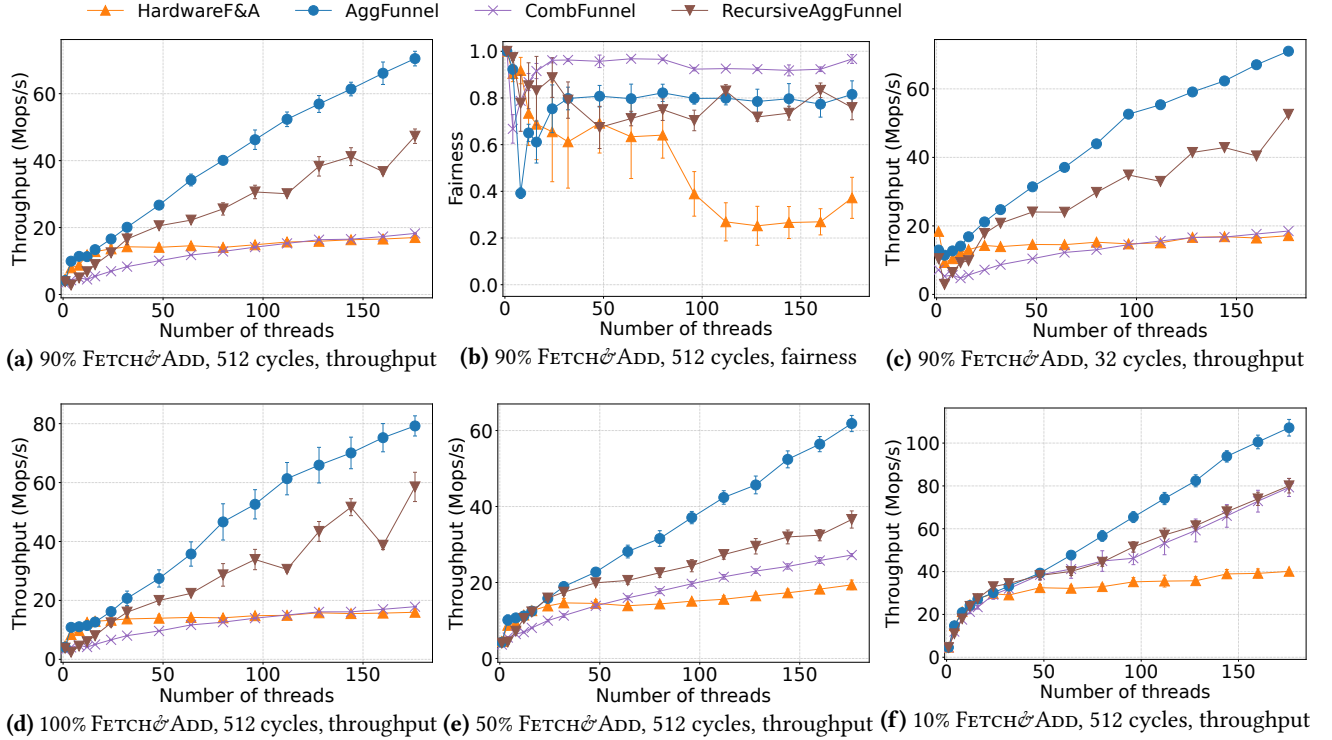 HardwareF&A AggFunnel CombFunnel RecursiveAggFunnel
Throughput (Mops/s)
60
40
20
0
0 50 100 150
Number of threads
(a) 90% FETCH&ADD, 512 cycles, throughput
Fairness
1.0
0.8
0.6
0.4
0.2
0.0
0 50 100 150
Number of threads
(b) 90% FETCH&ADD, 512 cycles, fairness
Throughput (Mops/s)
60
40
20
0
0 50 100 150
Number of threads
(c) 90% FETCH&ADD, 32 cycles, throughput
Throughput (Mops/s)
80
60
40
20
0
0 50 100 150
Number of threads
(d) 100% FETCH&ADD, 512 cycles, throughput
Throughput (Mops/s)
60
40
20
0
0 50 100 150
Number of threads
(e) 50% FETCH&ADD, 512 cycles, throughput
Throughput (Mops/s)
100
80
60
40
20
0
0 50 100 150
Number of threads
(f) 10% FETCH&ADD, 512 cycles, throughput